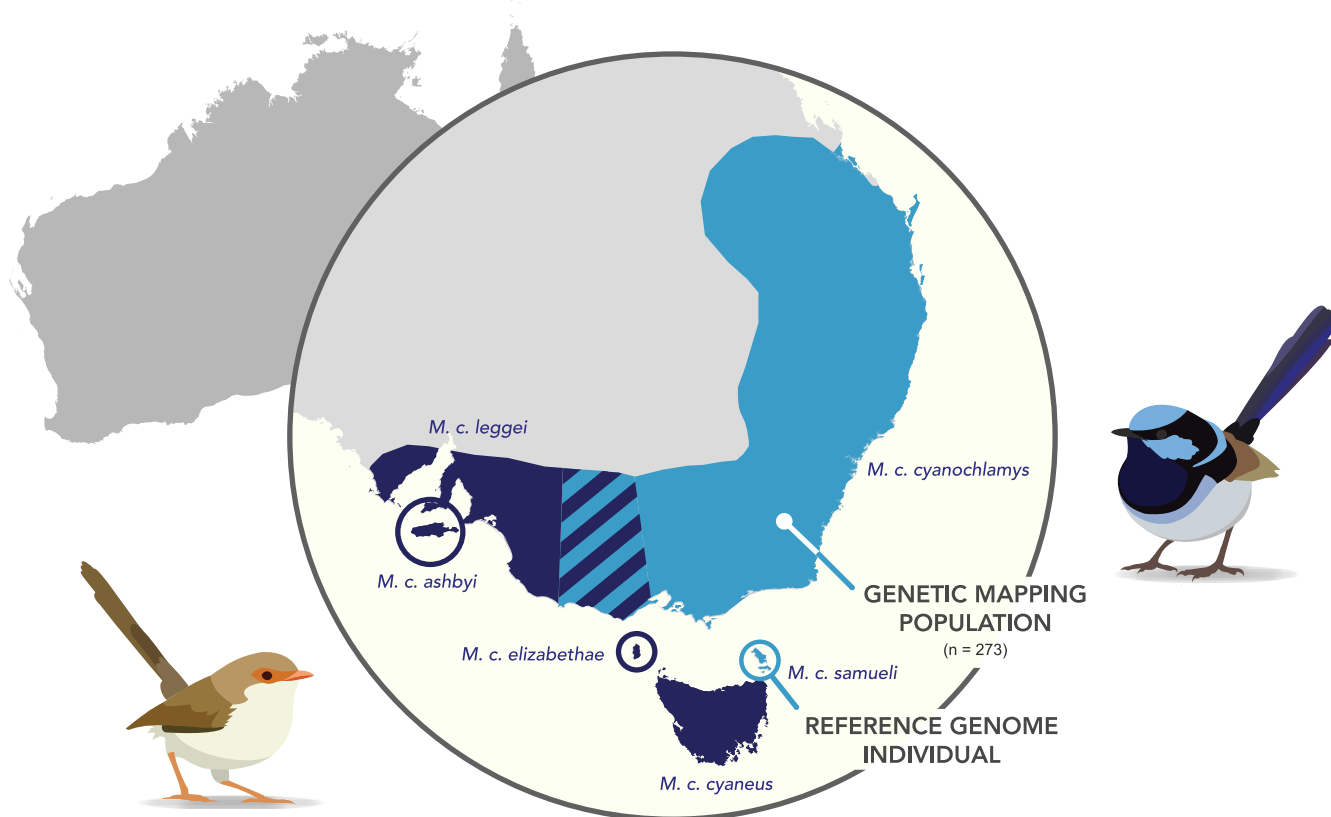 M. c. leggei
M. c. cyanochlamys
M. c. ashbyi
GENETIC MAPPING
POPULATION
(n = 273)
M. c. elizabethae
M. c. samueli
REFERENCE GENOME
INDIVIDUAL
M. c. cyaneus